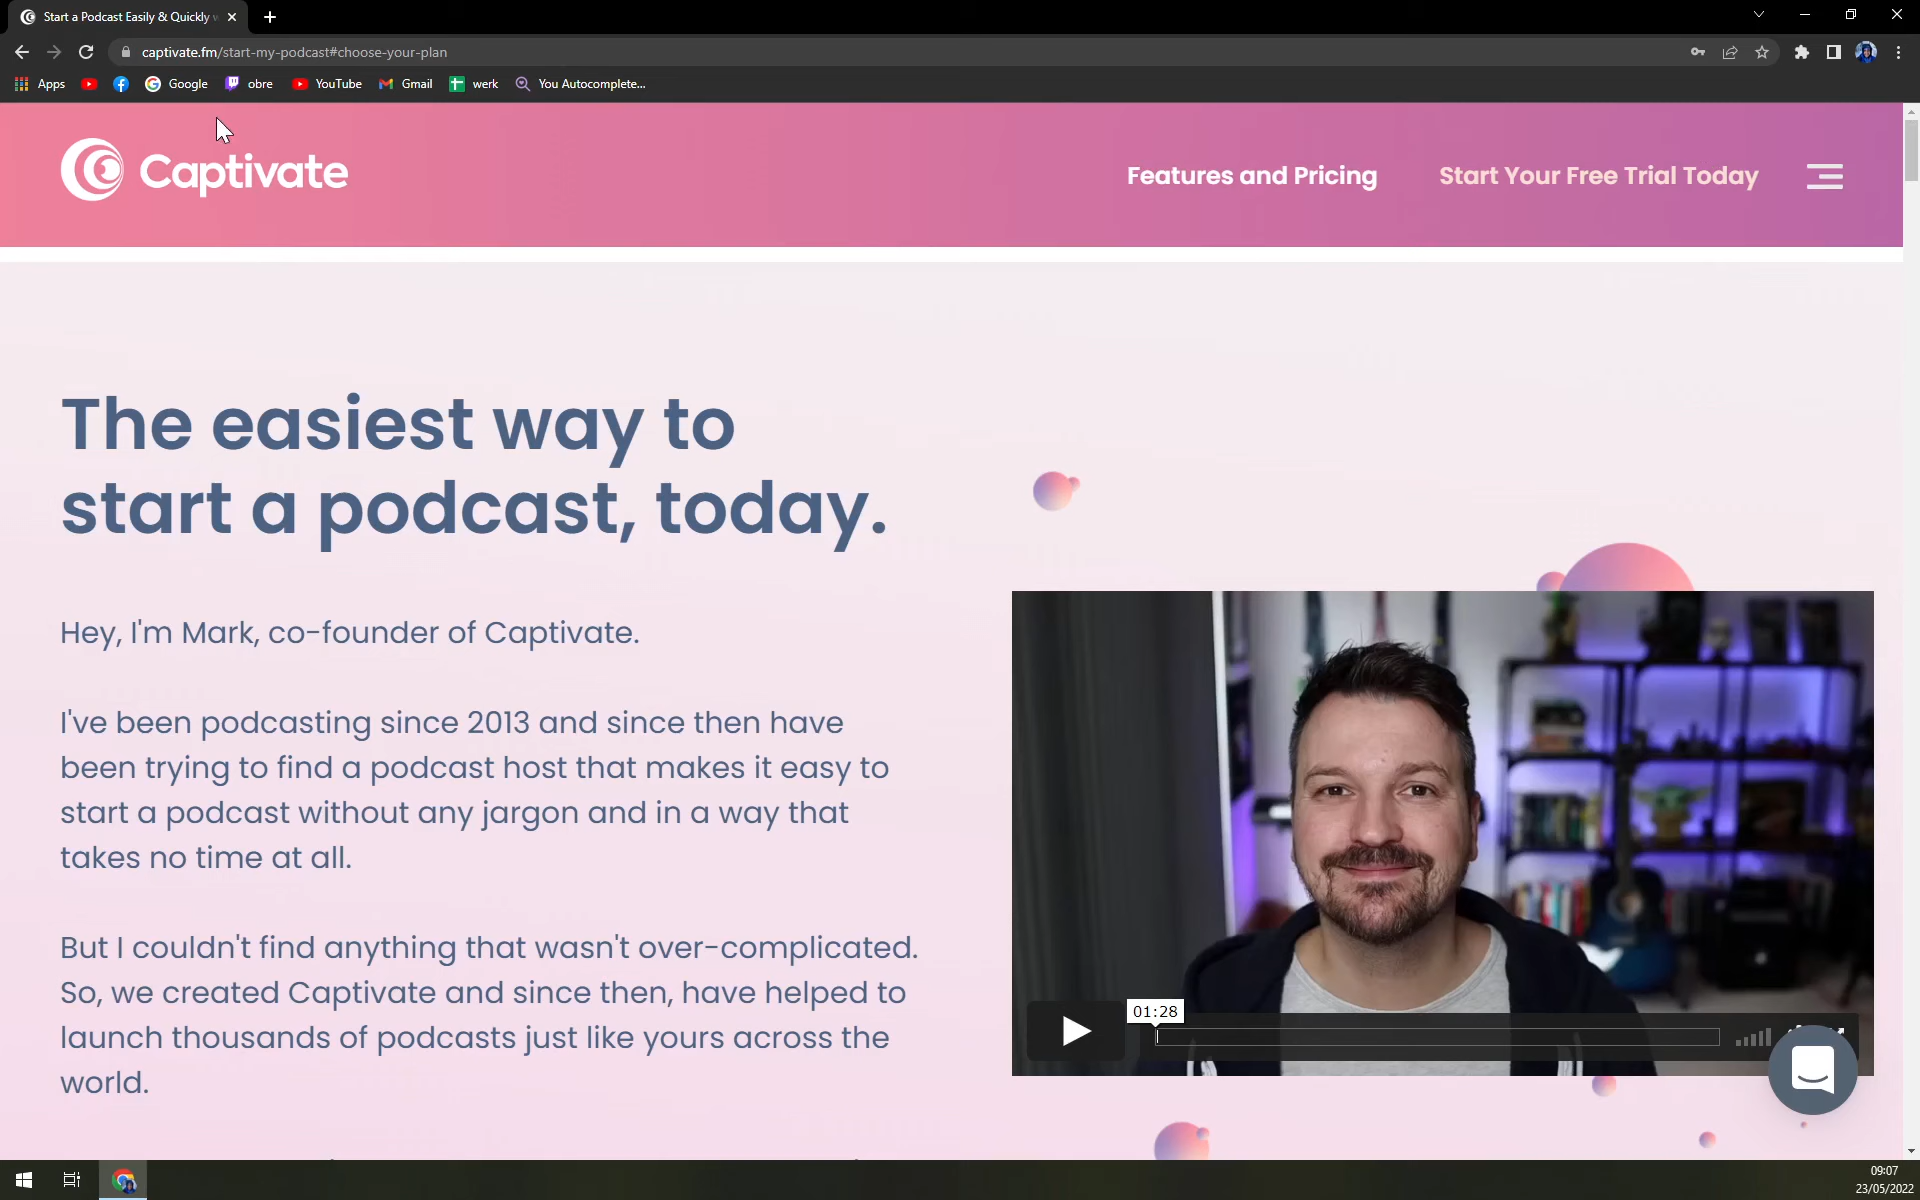 Start a Podcast Easily & Quickly
captivate.fm/start-my-podcast#choose-your-plan
Apps
Google
obre
YouTube
Gmail
werk
You Autocomplete...
Captivate
Features and Pricing
Start Your Free Trial Today
The easiest way to
start a podcast, today.
Hey, I'm Mark, co-founder of Captivate.
I've been podcasting since 2013 and since then have
been trying to find a podcast host that makes it easy to
start a podcast without any jargon and in a way that
takes no time at all.
But I couldn't find anything that wasn't over-complicated.
So, we created Captivate and since then, have helped to
launch thousands of podcasts just like yours across the
world.
01:28
09:07
23/05/2022